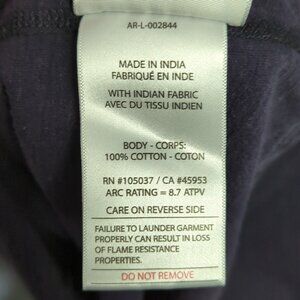 AR-L-002844
MADE IN INDIA
FABRIQUÉ EN INDE
WITH INDIAN FABRIC
AVEC DU TISSU INDIEN
BODY - CORPS:
100% COTTON - COTON
RN #105037 / CA #45953
ARC RATING = 8.7 ATPV
CARE ON REVERSE SIDE
FAILURE TO LAUNDER GARMENT
PROPERLY CAN RESULT IN LOSS
OF FLAME RESISTANCE
PROPERTIES.
DO NOT REMOVE